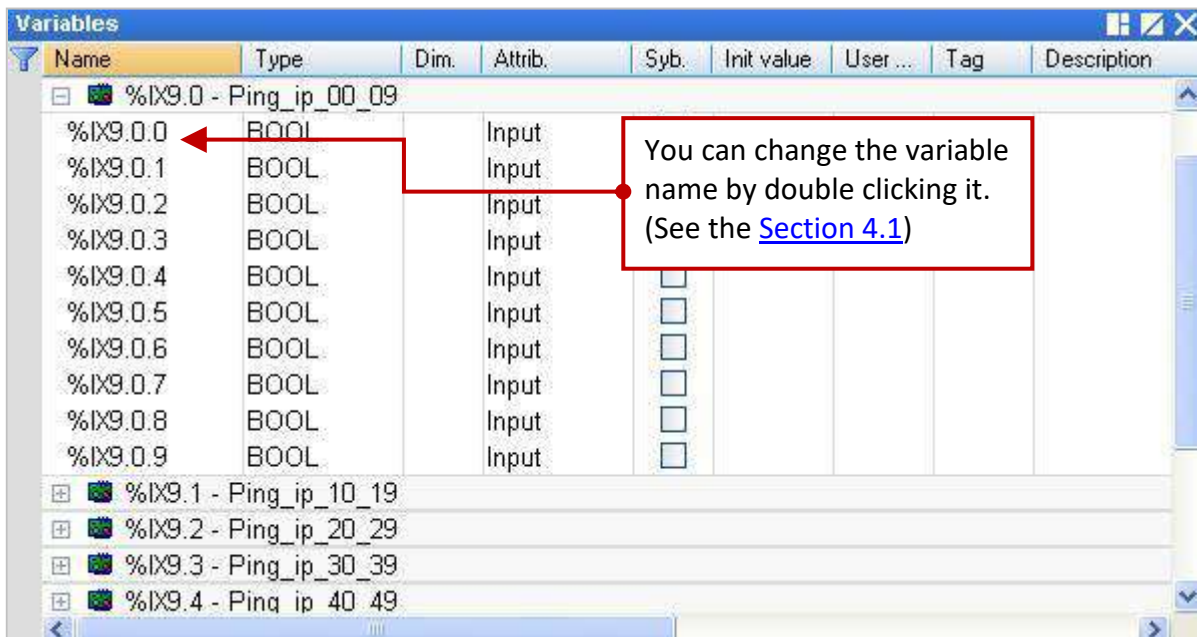 Variables
Name Type Dim. Attrib. Syb. Init value User ... Tag Description
%IX9.0 - Ping_ip_00_09
%IX9.0.0 BOOL Input
%IX9.0.1 BOOL Input
%IX9.0.2 BOOL Input
%IX9.0.3 BOOL Input
%IX9.0.4 BOOL Input
%IX9.0.5 BOOL Input
%IX9.0.6 BOOL Input
%IX9.0.7 BOOL Input
%IX9.0.8 BOOL Input
%IX9.0.9 BOOL Input
%IX9.1 - Ping_ip_10_19
%IX9.2 - Ping_ip_20_29
%IX9.3 - Ping_ip_30_39
%IX9.4 - Ping_ip_40_49
You can change the variable
name by double clicking it.
(See the Section 4.1)